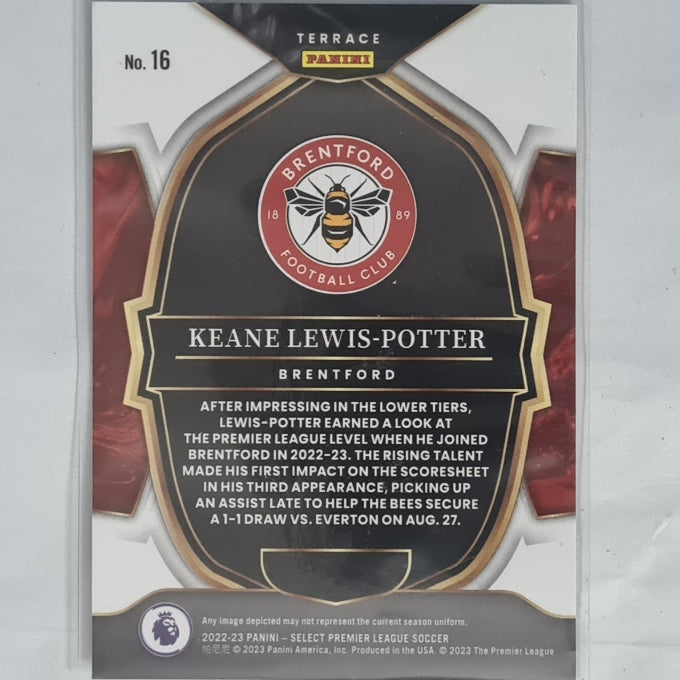 TERRACE
No. 16
PANINI
BRENTFORD
18 89
FOOTBALL CLUB
KEANE LEWIS-POTTER
BRENTFORD
AFTER IMPRESSING IN THE LOWER TIERS,
LEWIS-POTTER EARNED A LOOK AT
THE PREMIER LEAGUE LEVEL WHEN HE JOINED
BRENTFORD IN 2022-23. THE RISING TALENT
MADE HIS FIRST IMPACT ON THE SCORESHEET
IN HIS THIRD APPEARANCE, PICKING UP
AN ASSIST LATE TO HELP THE BEES SECURE
A 1-1 DRAW VS. EVERTON ON AUG. 27.
Any image depicted may not represent the current season uniform.
2022-23 PANINI – SELECT PREMIER LEAGUE SOCCER
帕尼尼 © 2023 Panini America, Inc. Produced in the USA. © 2023 The Premier League